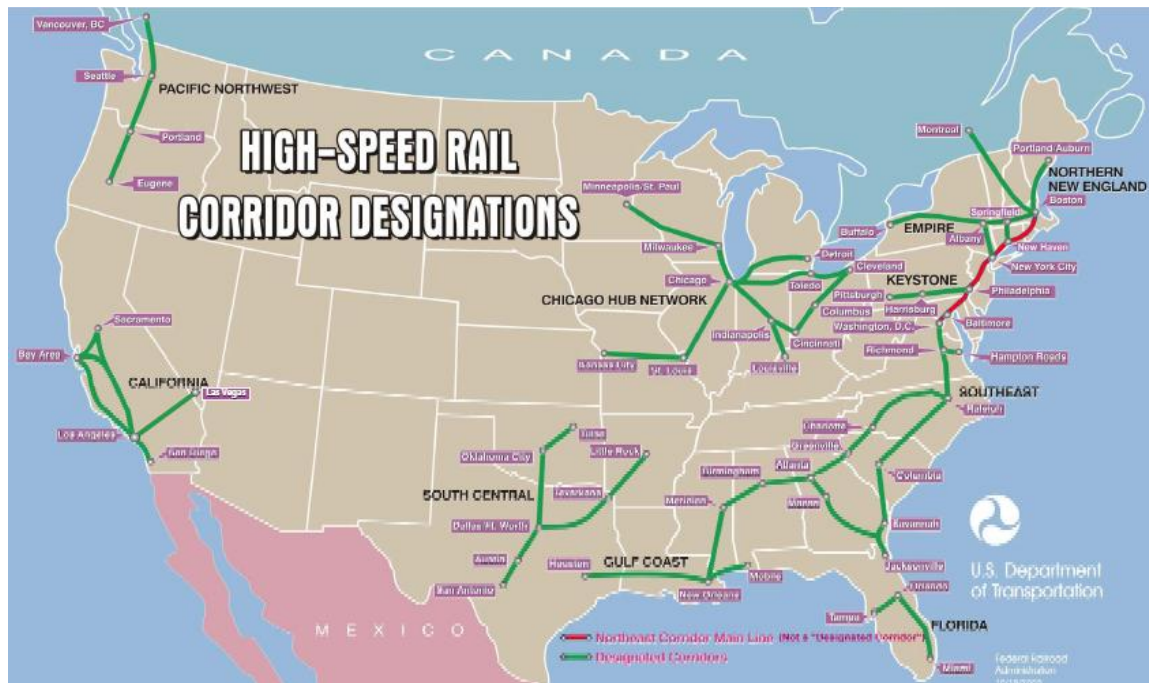 CANADA
Vancouver, BC
Seattle
PACIFIC NORTHWEST
Portland
Eugene
HIGH-SPEED RAIL
CORRIDOR DESIGNATIONS
Minneapolis/St. Paul
Milwaukee
Chicago
CHICAGO HUB NETWORK
Detroit
Cleveland
Toledo
Columbus
Indianapolis
Cincinnati
Kansas City
St. Louis
Louisville
Montreal
Portland/Auburn
NORTHERN
NEW ENGLAND
Boston
Springfield
Buffalo
EMPIRE
Albany
New Haven
New York City
KEYSTONE
Pittsburgh
Harrisburg
Philadelphia
Washington, D.C.
Baltimore
Richmond
Hampton Roads
SOUTHEAST
Raleigh
Charlotte
Greenville
Atlanta
Birmingham
Columbia
Macon
Meridian
Savannah
Jacksonville
Sacramento
Bay Area
CALIFORNIA
Las Vegas
Los Angeles
San Diego
Tulsa
Oklahoma City
Little Rock
SOUTH CENTRAL
Texarkana
Dallas/Ft. Worth
Austin
San Antonio
Houston
GULF COAST
Mobile
New Orleans
Orlando
Tampa
FLORIDA
Miami
MEXICO
U.S. Department
of Transportation
Northeast Corridor Main Line (Not a "Designated Corridor")
Designated Corridors
Federal Railroad
Administration